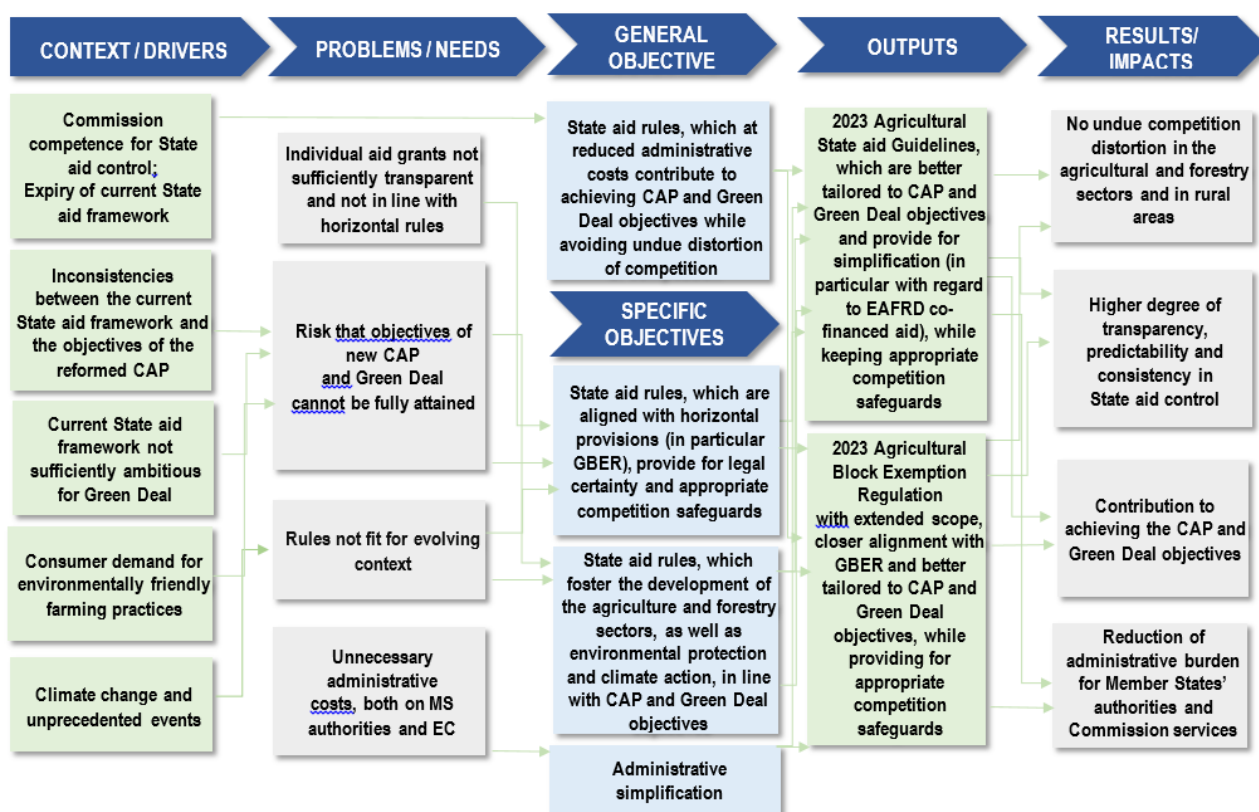 CONTEXT / DRIVERS
Commission
competence for State
aid control;
Expiry of current State
aid framework
Inconsistencies
between the current
State aid framework and
the objectives of the
reformed CAP
Current State aid
framework not
sufficiently ambitious
for Green Deal
Consumer demand for
environmentally friendly
farming practices
Climate change and
unprecedented events
PROBLEMS / NEEDS
Individual aid grants not
sufficiently transparent
and not in line with
horizontal rules
Risk that objectives of
new CAP
and Green Deal
cannot be fully attained
Rules not fit for evolving
context
Unnecessary
administrative
costs, both on MS
authorities and EC
GENERAL
OBJECTIVE
State aid rules, which at
reduced administrative
costs contribute to
achieving CAP and Green
Deal objectives while
avoiding undue distortion
of competition
SPECIFIC
OBJECTIVES
State aid rules, which are
aligned with horizontal
provisions (in particular
GBER), provide for legal
certainty and appropriate
competition safeguards
State aid rules, which
foster the development of
the agriculture and forestry
sectors, as well as
environmental protection
and climate action, in line
with CAP and Green Deal
objectives
Administrative
simplification
OUTPUTS
2023 Agricultural
State aid Guidelines,
which are better
tailored to CAP and
Green Deal objectives
and provide for
simplification (in
particular with regard
to EAFRD co-
financed aid), while
keeping appropriate
competition
safeguards
2023 Agricultural
Block Exemption
Regulation
with extended scope,
closer alignment with
GBER and better
tailored to CAP and
Green Deal
objectives, while
providing for
appropriate
competition
safeguards
RESULTS/
IMPACTS
No undue competition
distortion in the
agricultural and forestry
sectors and in rural
areas
Higher degree of
transparency,
predictability and
consistency in
State aid control
Contribution to
achieving the CAP and
Green Deal objectives
Reduction of
administrative burden
for Member States'
authorities and
Commission services